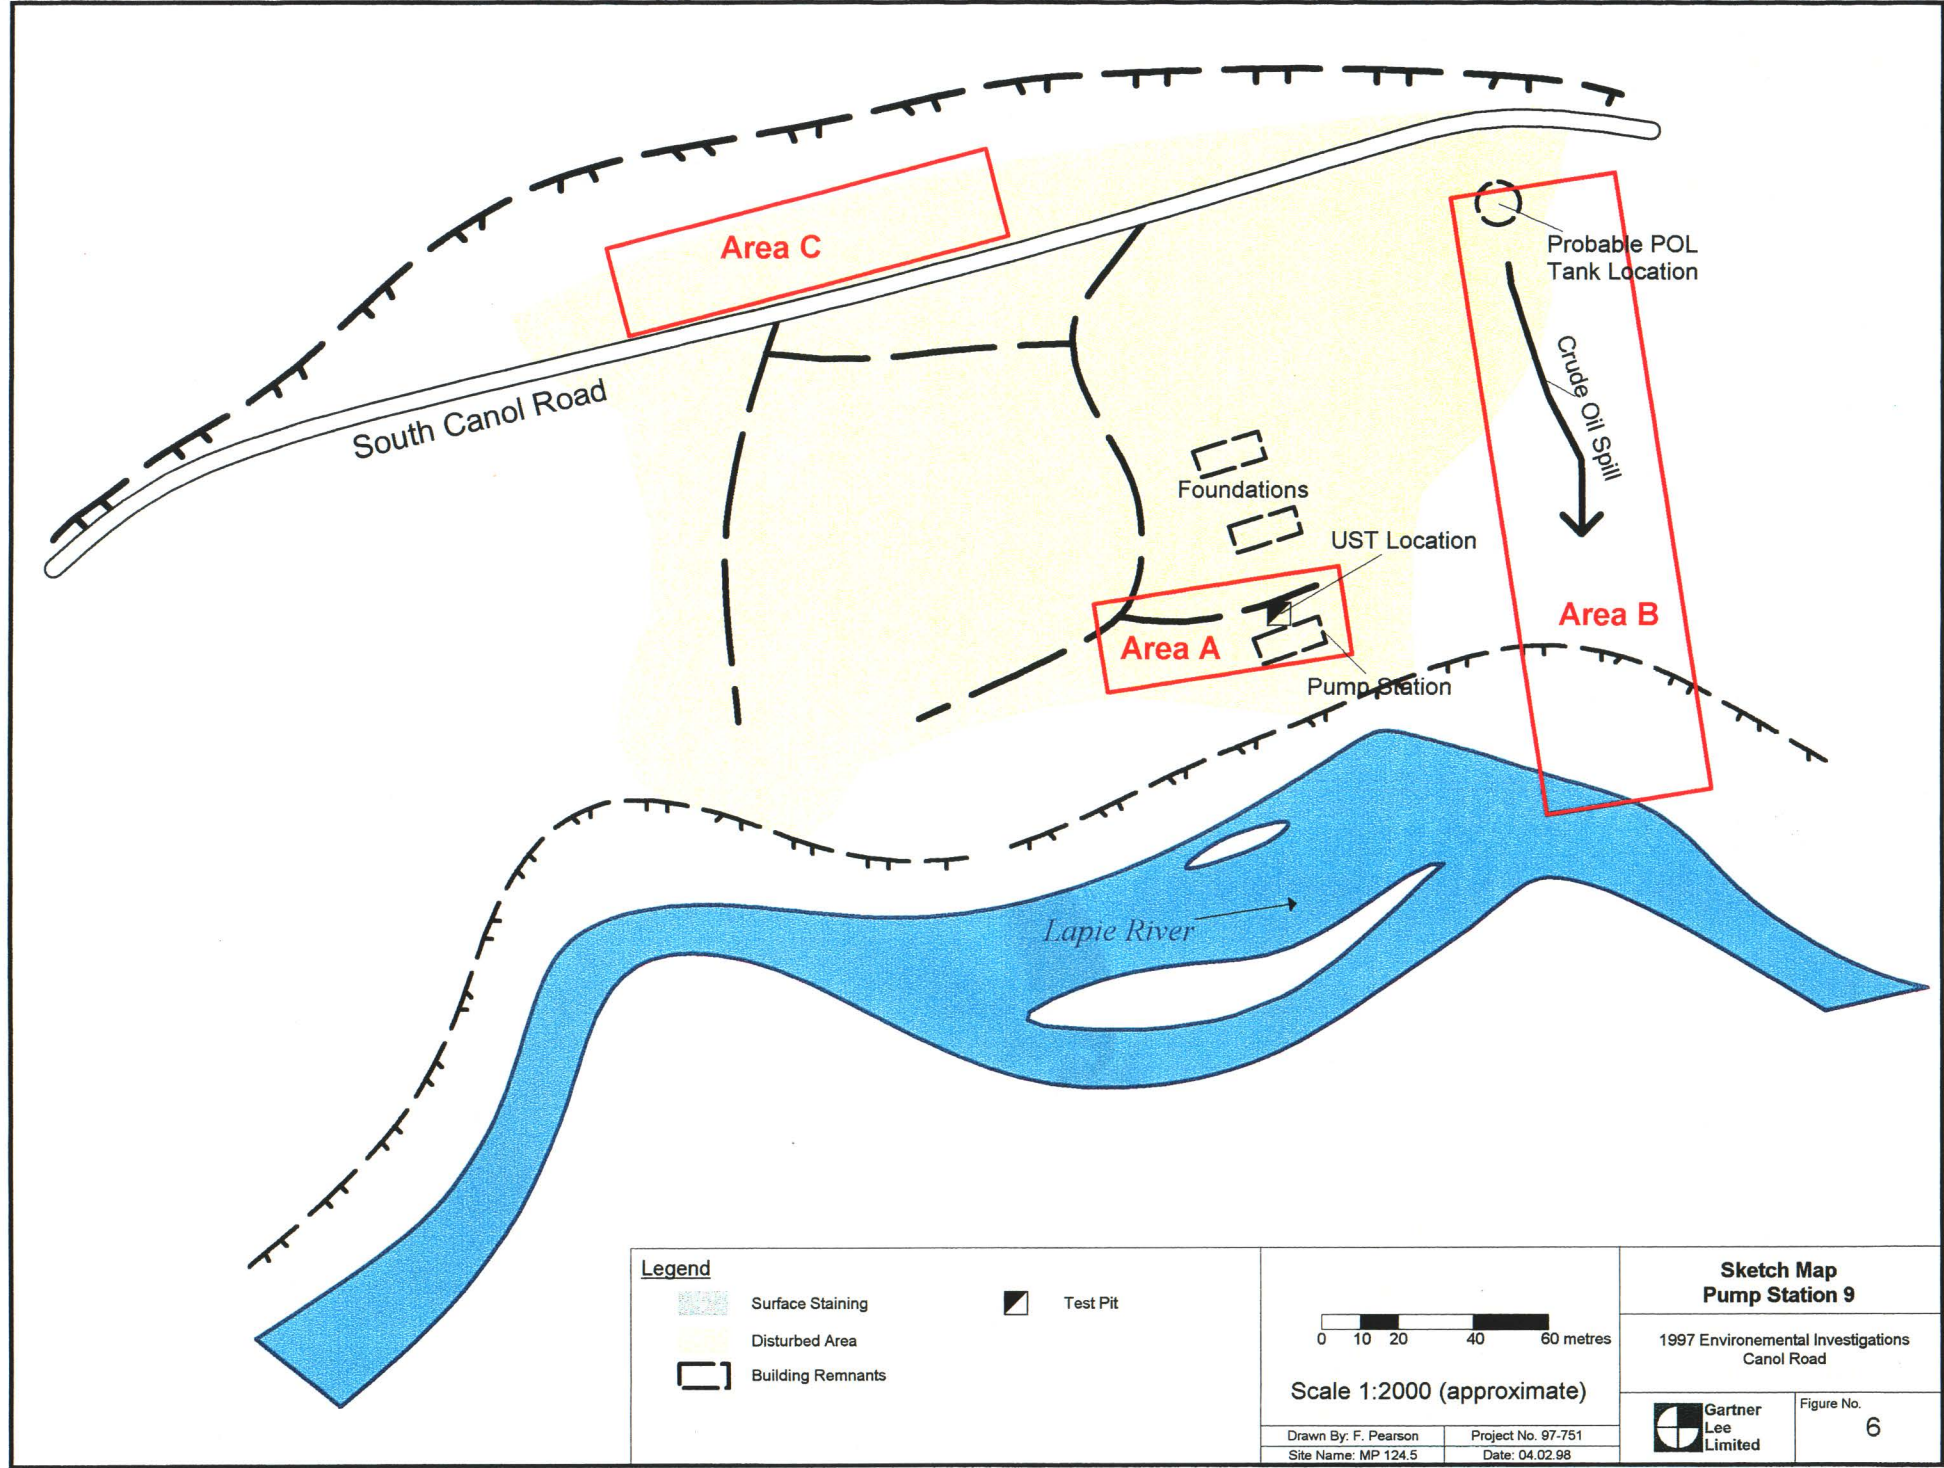 Area C
Probable POL
Tank Location
South Canol Road
Crude Oil Spill
Foundations
UST Location
Area B
Area A
Pump Station
Lapie River
Legend
Surface Staining
Test Pit
Disturbed Area
Building Remnants
0 10 20 40 60 metres
Scale 1:2000 (approximate)
Drawn By: F. Pearson
Project No. 97-751
Site Name: MP 124.5
Date: 04.02.98
Sketch Map
Pump Station 9
1997 Environemental Investigations
Canol Road
Gartner
Lee
Limited
Figure No.
6